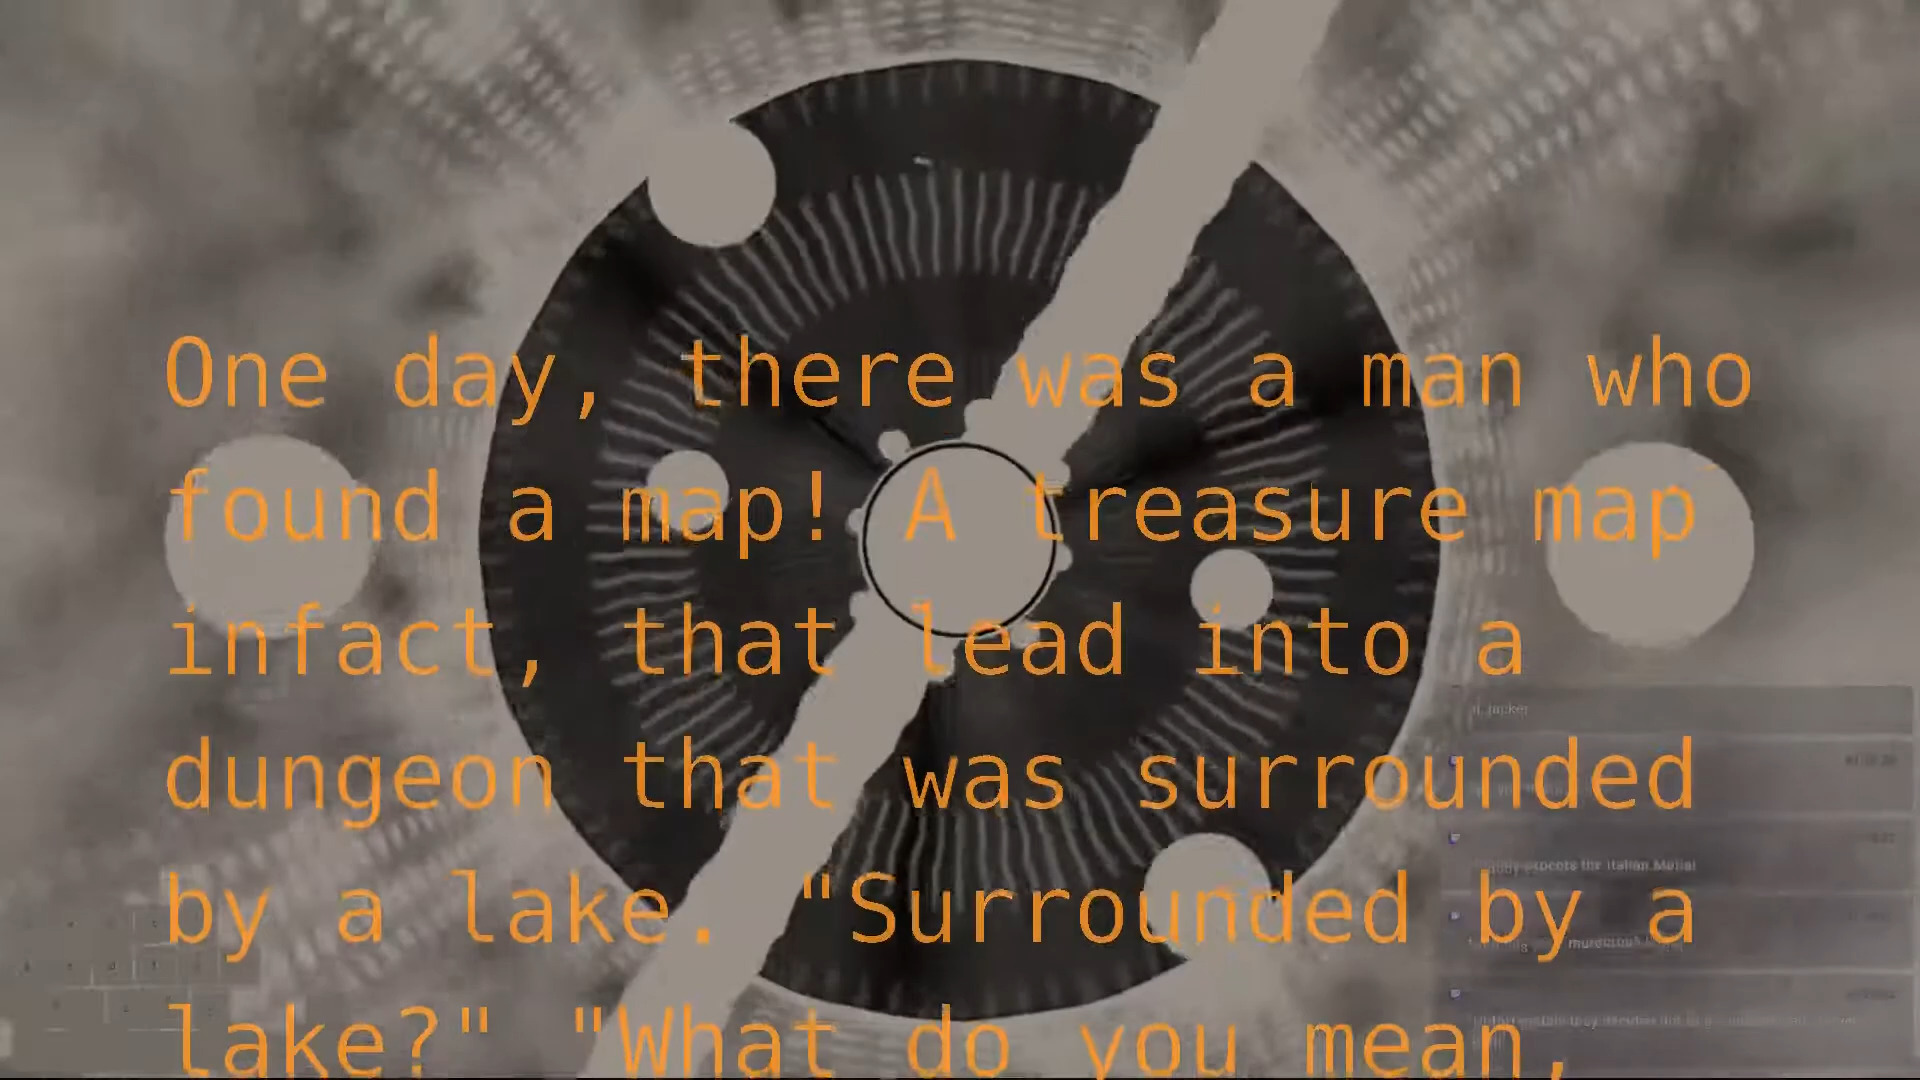 One day, there was a man who
found a map! A treasure map
infact, that lead into a
dungeon that was surrounded
by a lake. "Surrounded by a
lake?" "What do you mean,